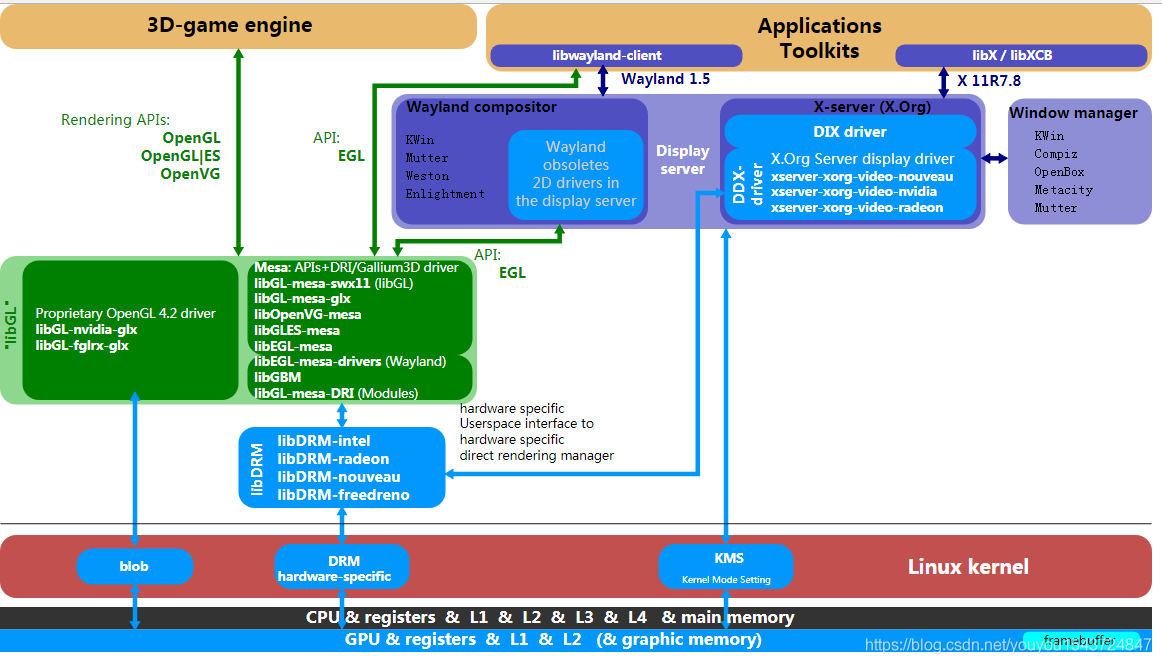 3D-game engine
Applications
Toolkits
libwayland-client
libX / libXCB
Wayland 1.5
X 11R7.8
Rendering APIs:
OpenGL
OpenGL|ES
OpenVG
API:
EGL
Wayland compositor
KWin
Mutter
Weston
Enlightment
Wayland
obsoletes
2D drivers in
the display server
Display
server
X-server (X.Org)
DIX driver
DDX-
driver
X.Org Server display driver
xserver-xorg-video-nouveau
xserver-xorg-video-nvidia
xserver-xorg-video-radeon
Window manager
KWin
Compiz
OpenBox
Metacity
Mutter
API:
EGL
"libGL"
Proprietary OpenGL 4.2 driver
libGL-nvidia-glx
libGL-fglrx-glx
Mesa: APIs+DRI/Gallium3D driver
libGL-mesa-swx11 (libGL)
libGL-mesa-glx
libOpenVG-mesa
libGLES-mesa
libEGL-mesa
libEGL-mesa-drivers (Wayland)
libGBM
libGL-mesa-DRI (Modules)
hardware specific
Userspace interface to
hardware specific
direct rendering manager
libDRM
libDRM-intel
libDRM-radeon
libDRM-nouveau
libDRM-freedreno
blob
DRM
hardware-specific
KMS
Kernel Mode Setting
Linux kernel
CPU & registers & L1 & L2 & L3 & L4 & main memory
GPU & registers & L1 & L2 (& graphic memory)
framebuffer